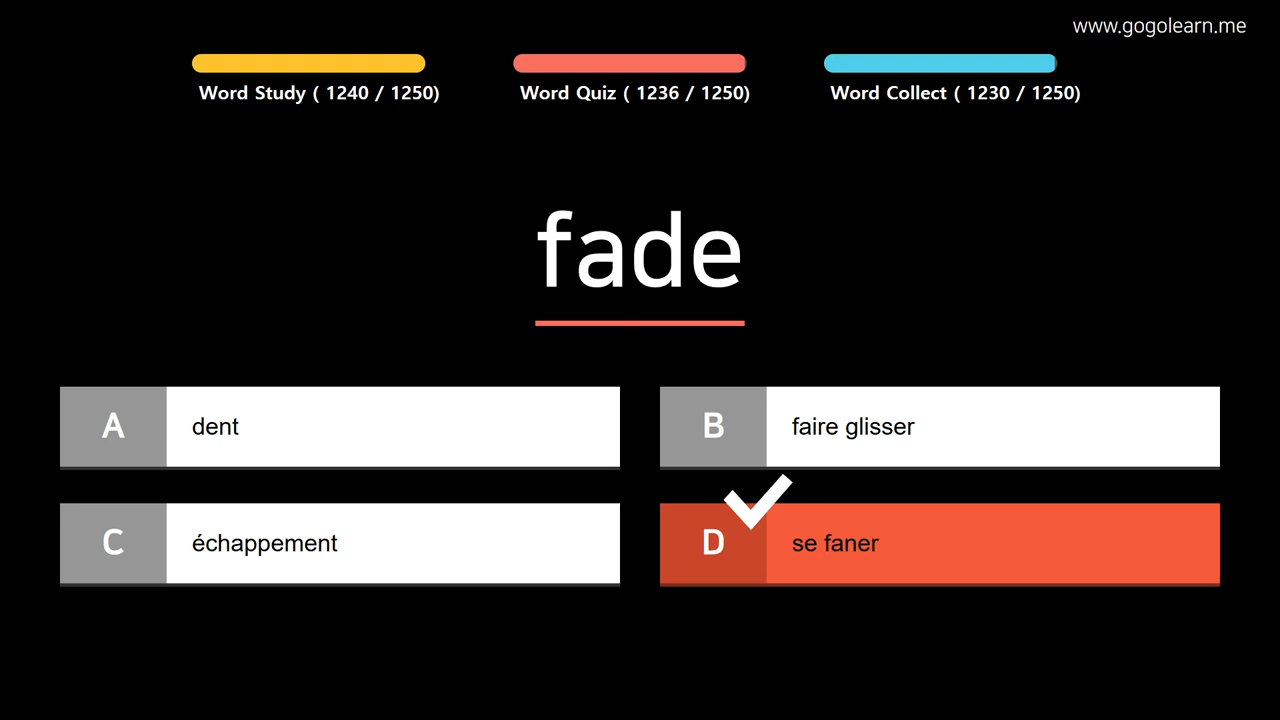 www.gogolearn.me
Word Study ( 1240 / 1250)
Word Quiz ( 1236 / 1250)
Word Collect ( 1230 / 1250)
fade
A dent
B faire glisser
C échappement
D se faner